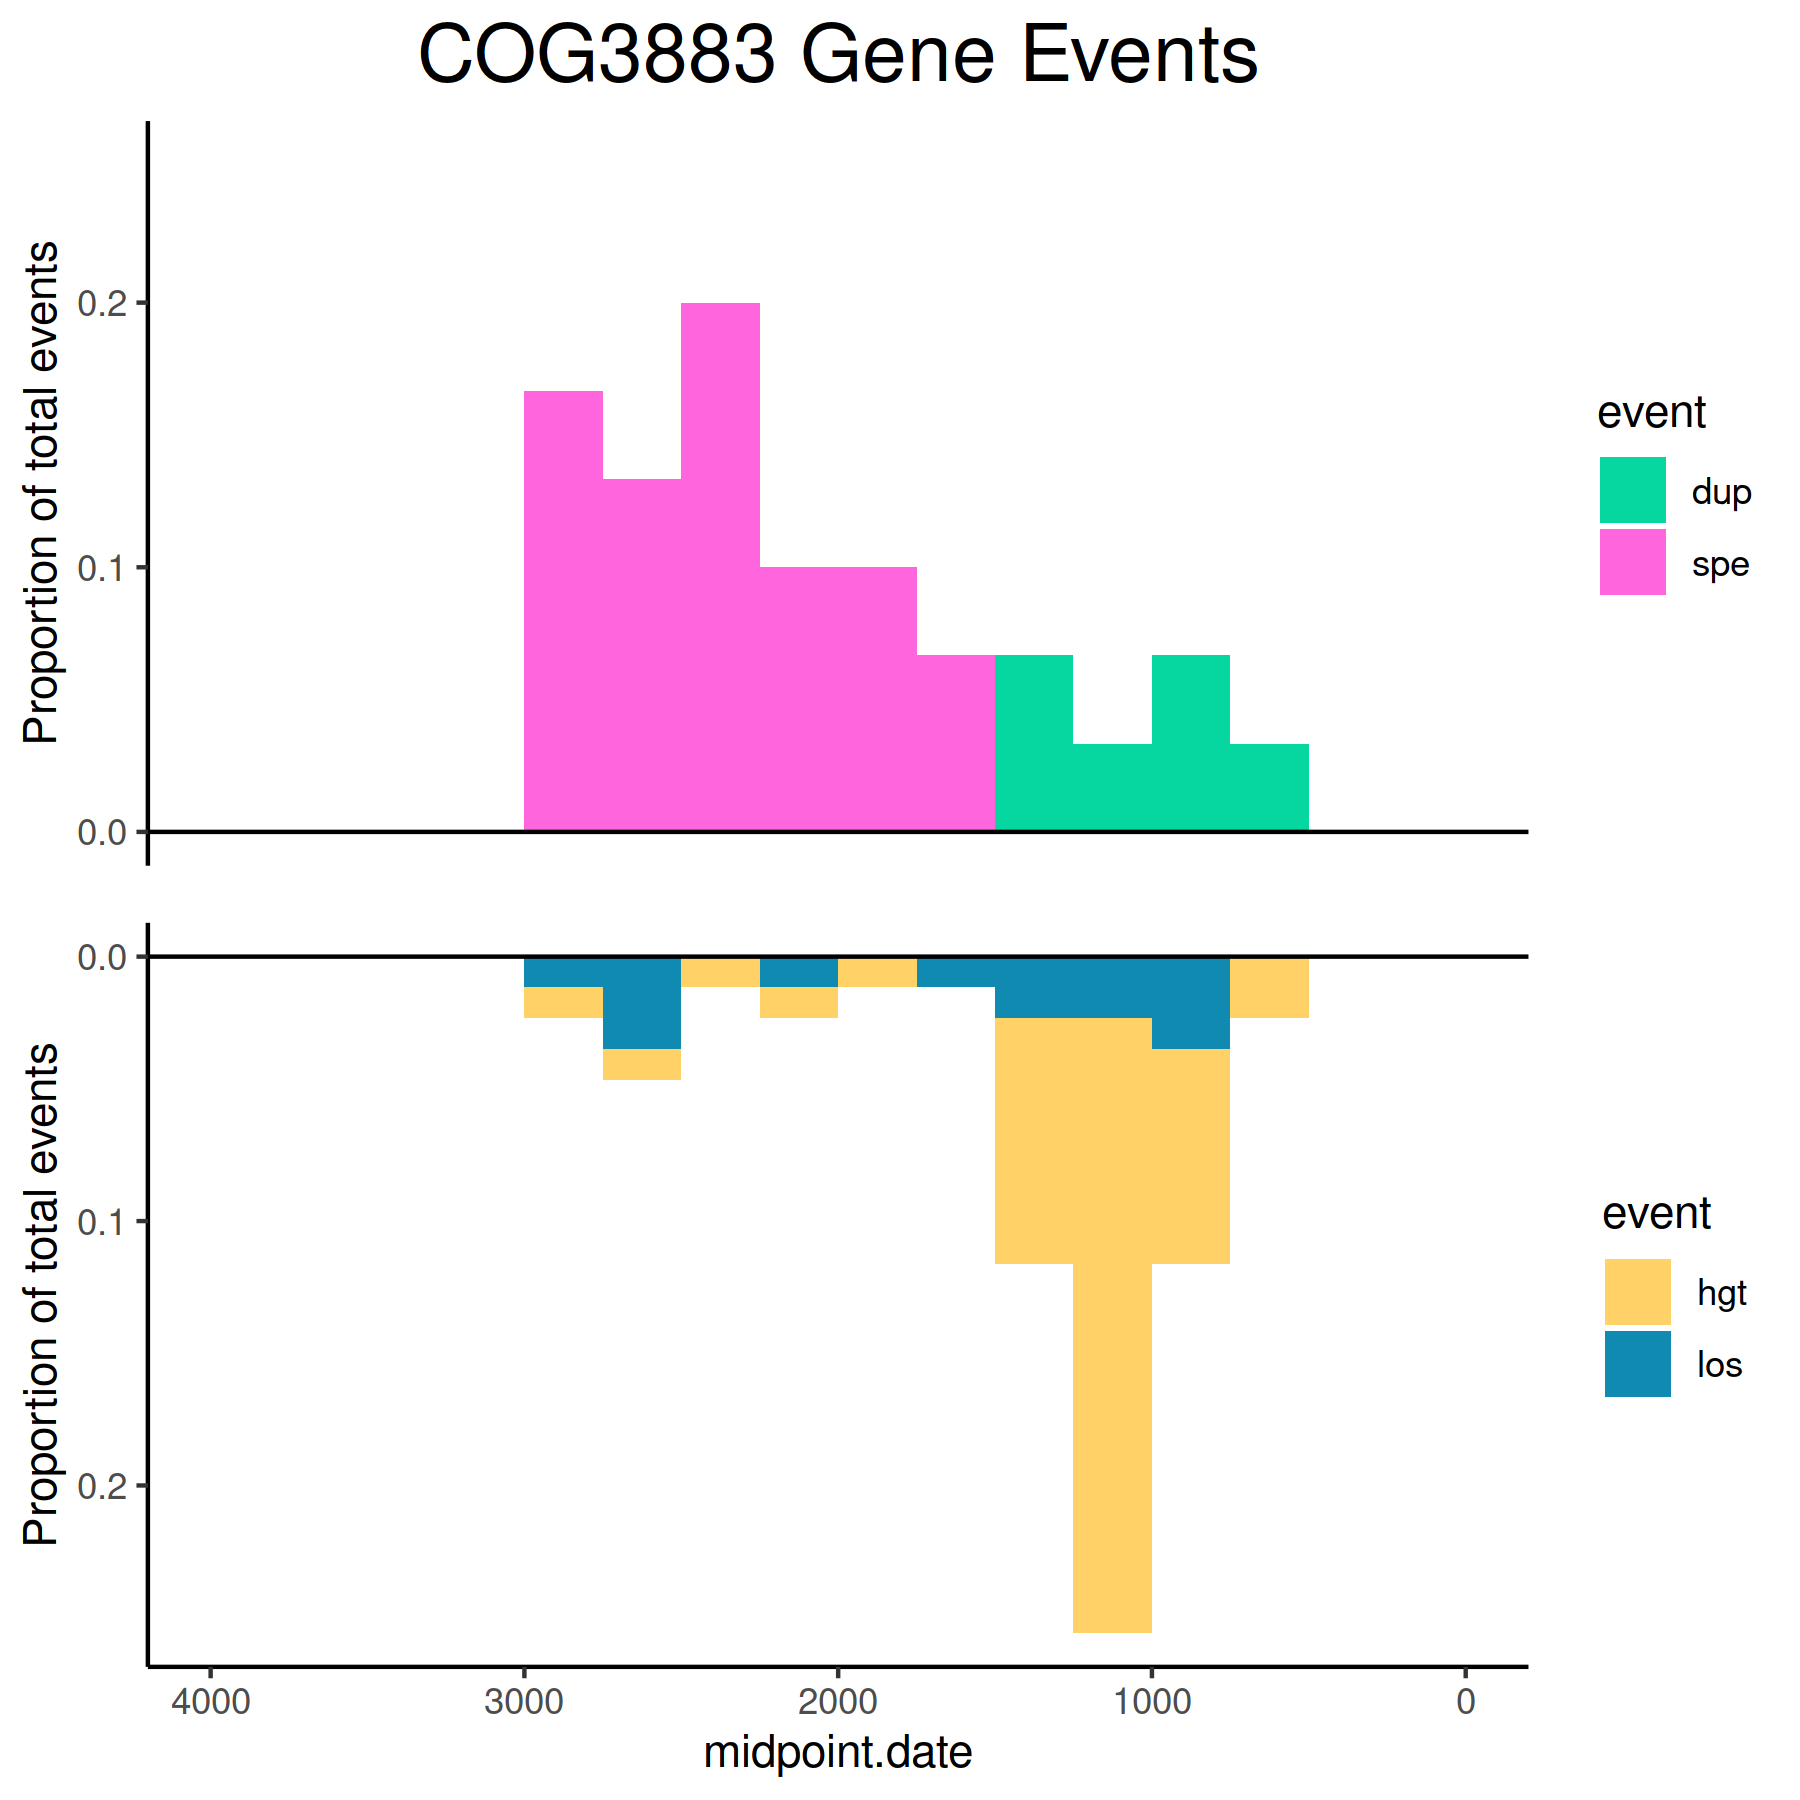 COG3883 Gene Events
Proportion of total events
0.2
0.1
0.0
event
dup
spe
Proportion of total events
0.0
0.1
0.2
event
hgt
los
4000 3000 2000 1000 0
midpoint.date